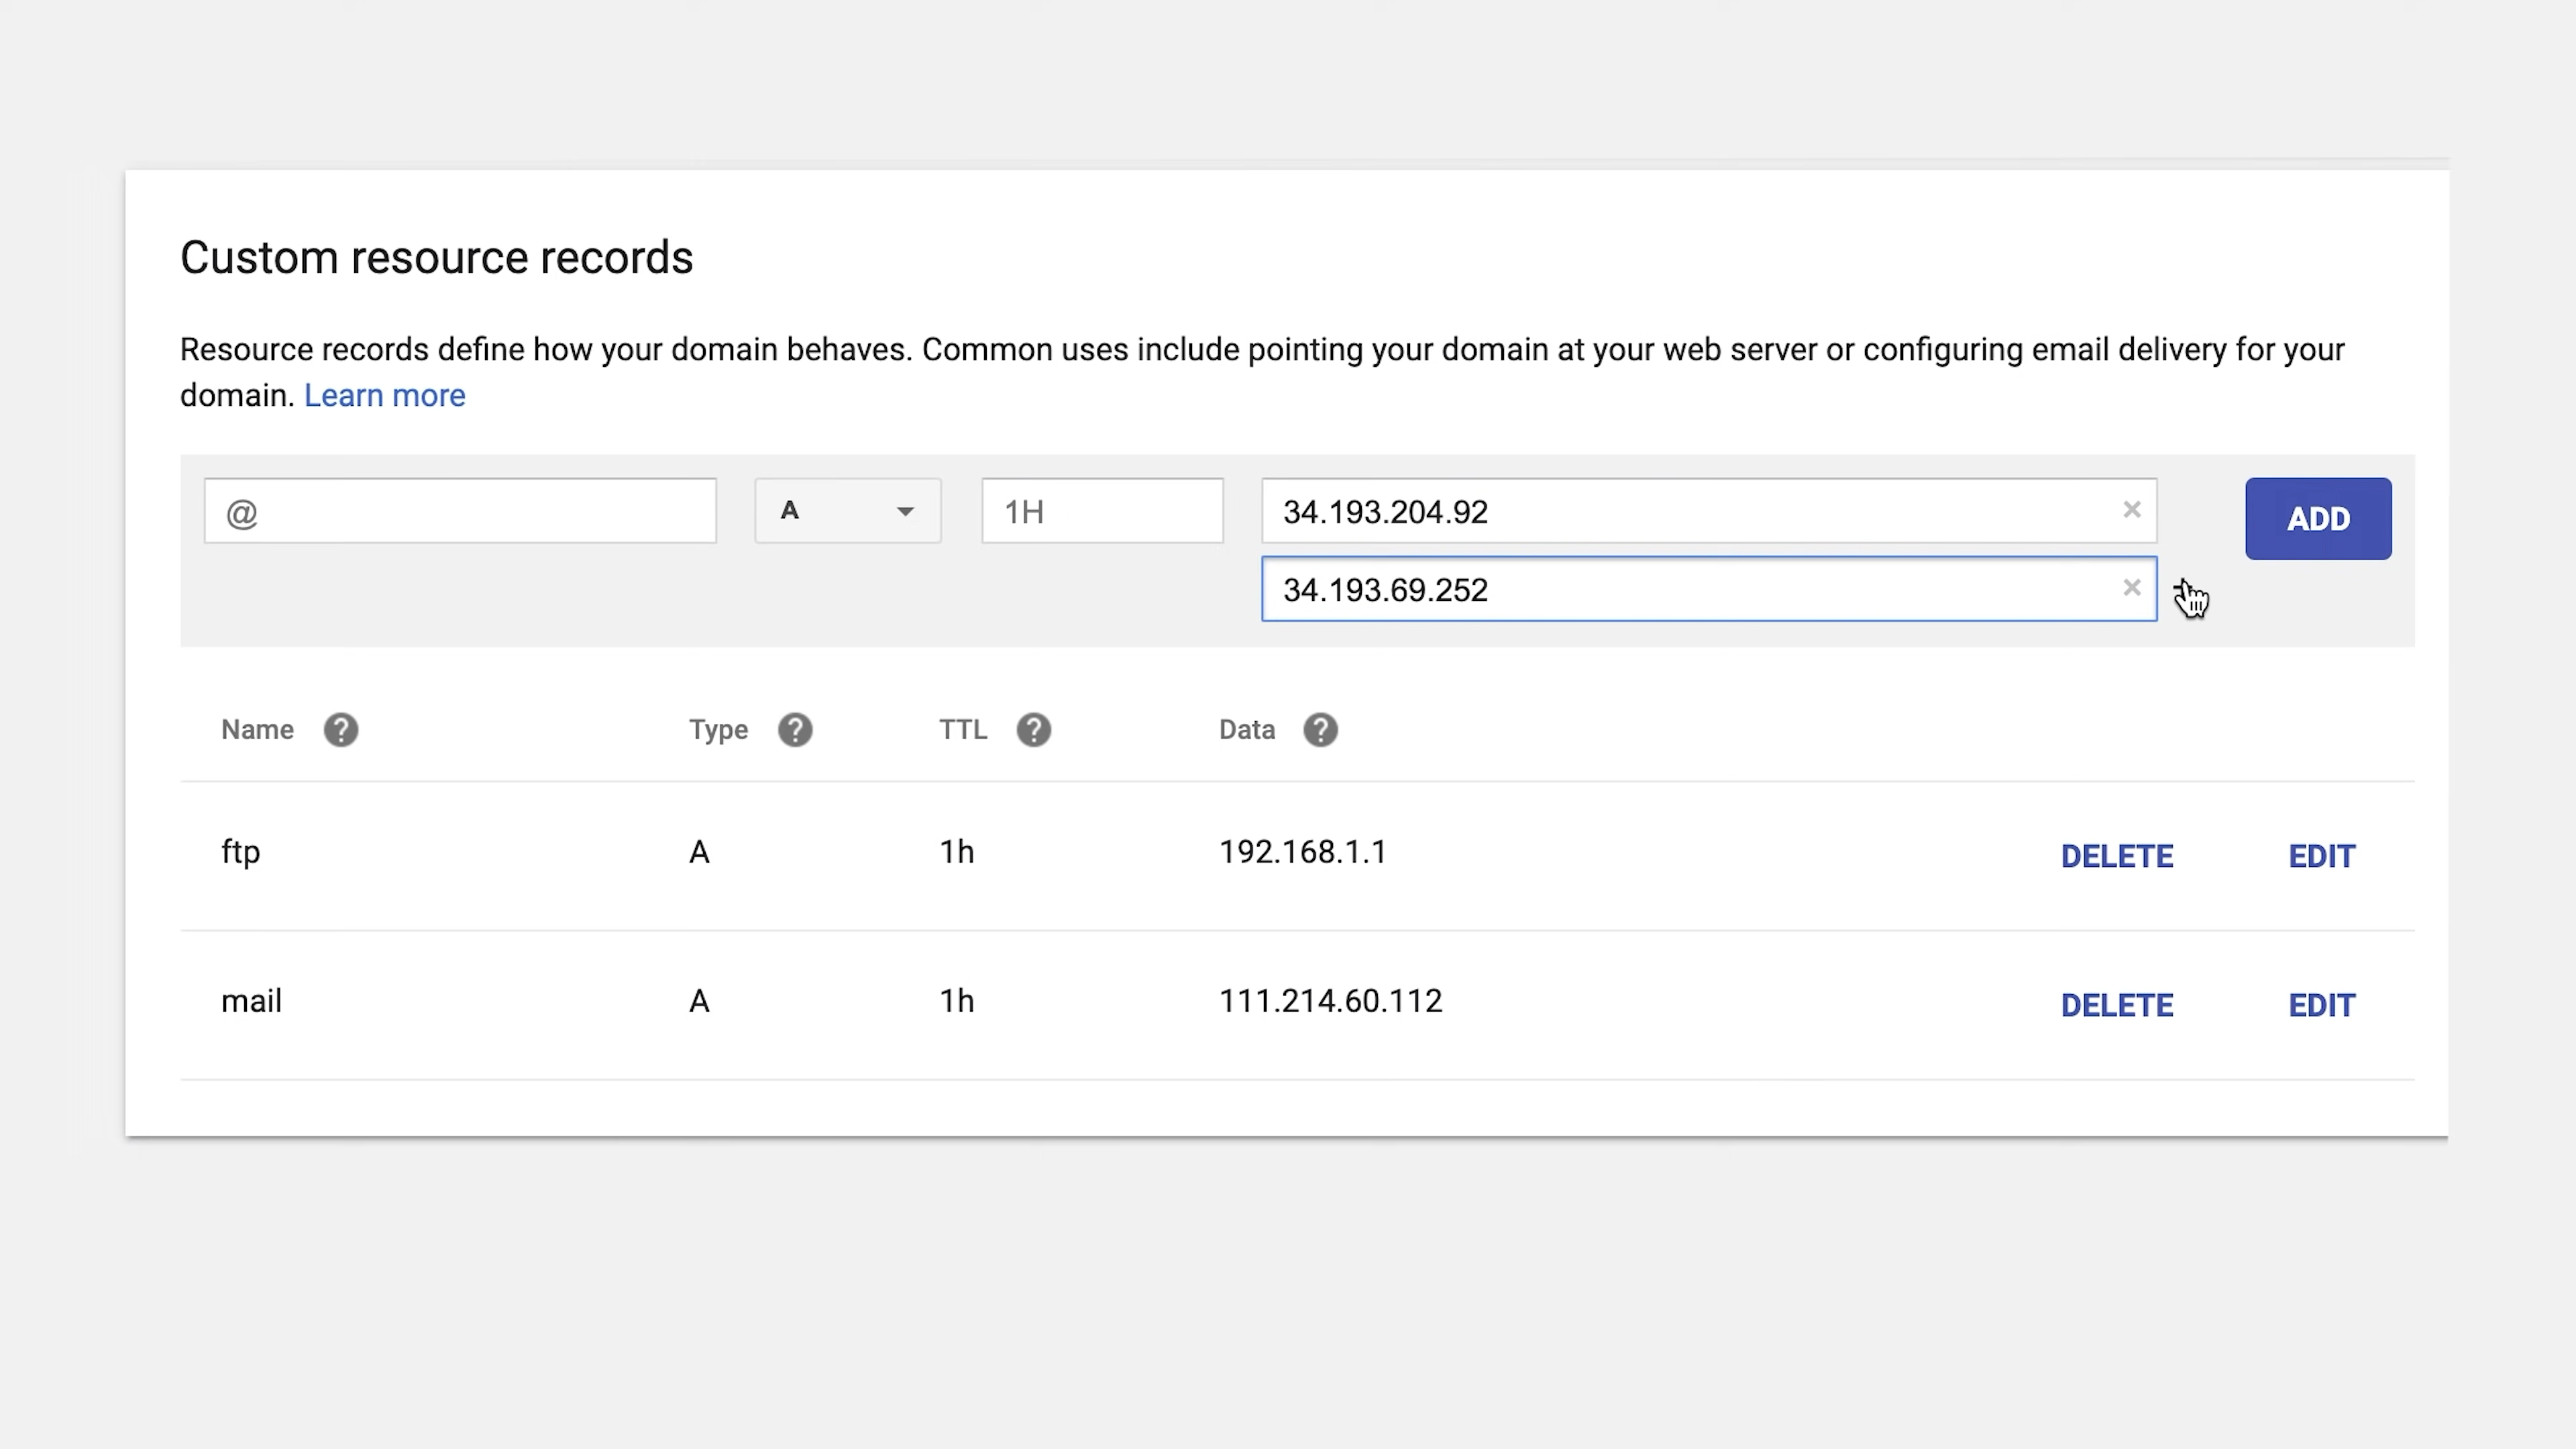 Custom resource records
Resource records define how your domain behaves. Common uses include pointing your domain at your web server or configuring email delivery for your
domain. Learn more
@ A 1H 34.193.204.92 ADD
34.193.69.252
Name Type TTL Data
ftp A 1h 192.168.1.1 DELETE EDIT
mail A 1h 111.214.60.112 DELETE EDIT